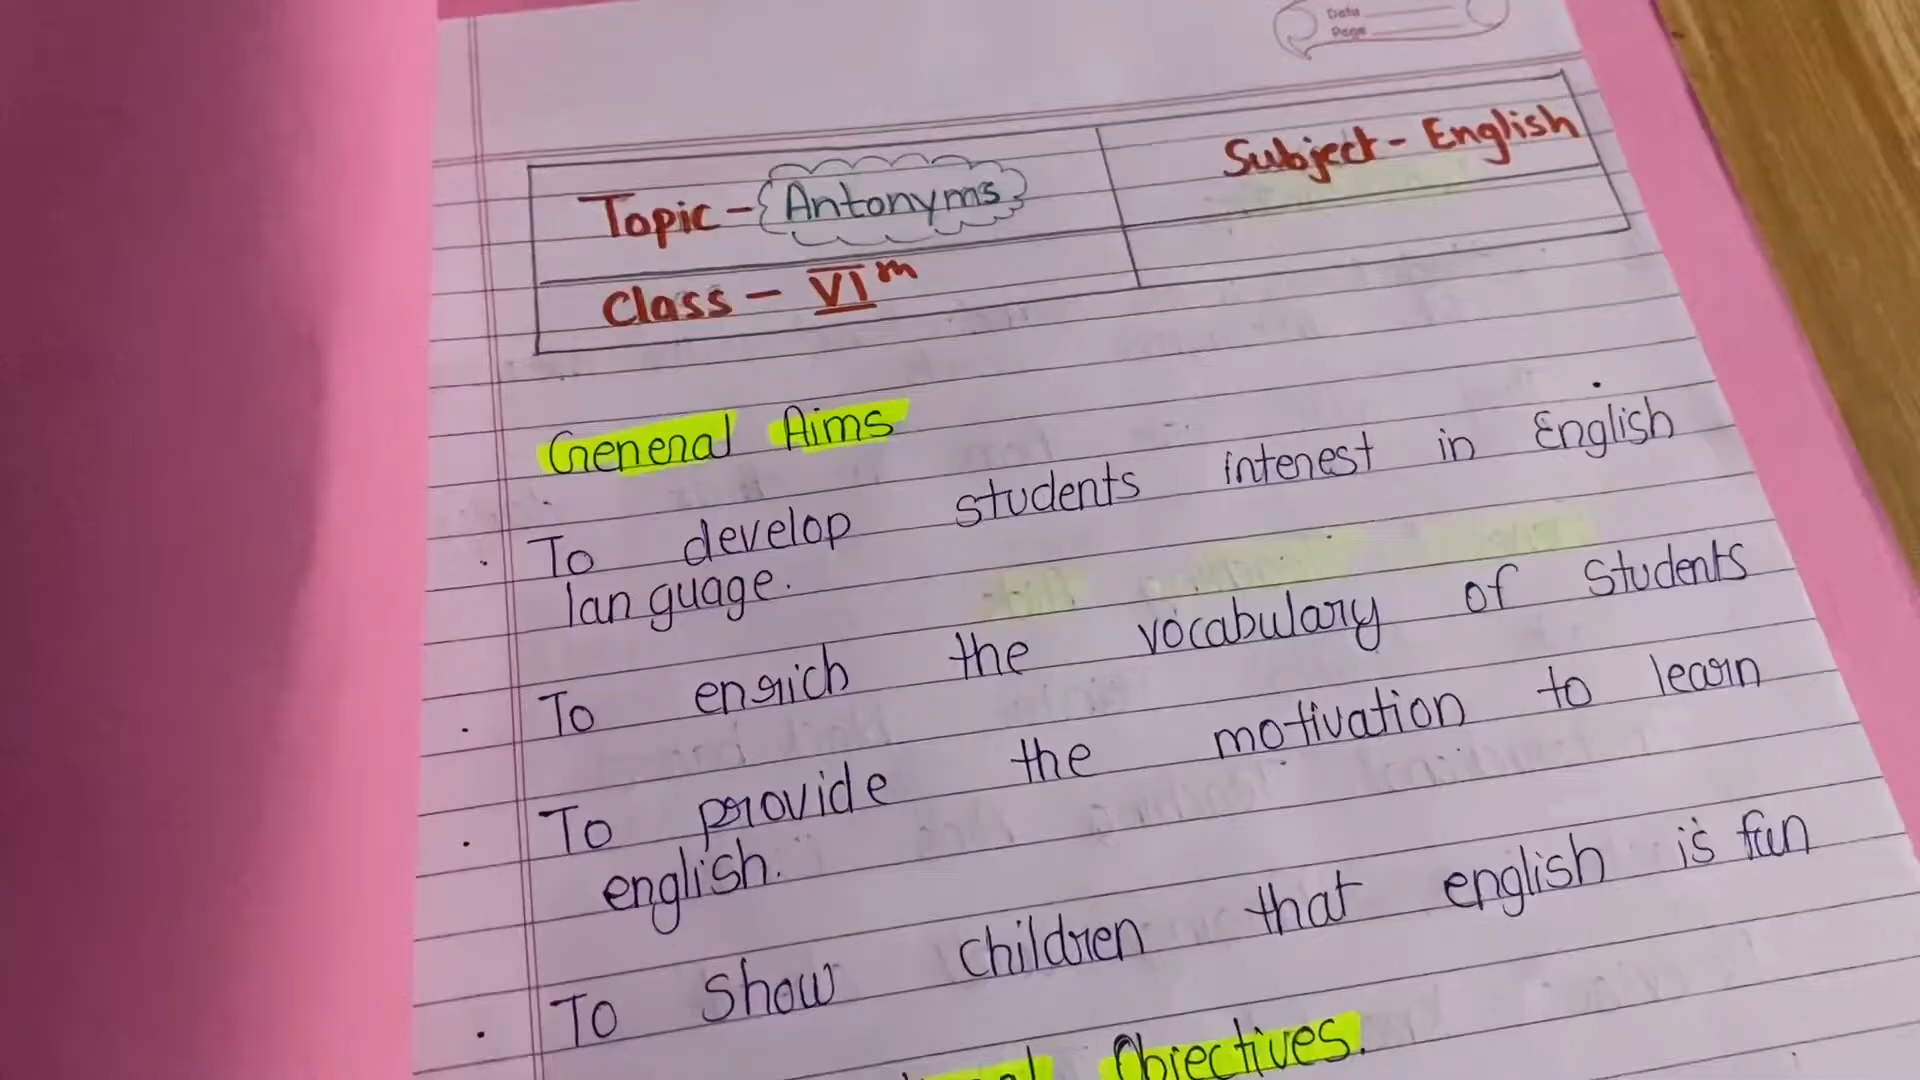 Date
Page
Topic - Antonyms
Subject - English
Class - VIth
General Aims
. To develop students interest in English
language.
. To enrich the vocabulary of students
. To provide the motivation to learn
english.
. To show children that english is fun
Objectives.